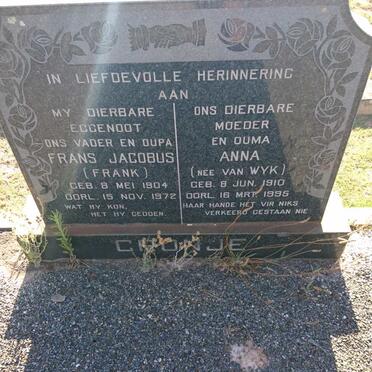 IN LIEFDEVOLLE HERINNERING
AAN
MY DIERBARE
EGGENOOT
ONS VADER EN OUPA
FRANS JACOBUS
(FRANK)
GEB. 8 MEI 1904
OORL. 15 NOV. 1972
WAT HY KON,
HET HY GEDOEN.
ONS DIERBARE
MOEDER
EN OUMA
ANNA
(NEE VAN WYK)
GEB. 8 JUN. 1910
OORL. 16 MRT. 1995
HAAR HANDE HET VIR NIKS
VERKEERD GESTAAN NIE
CRONJE